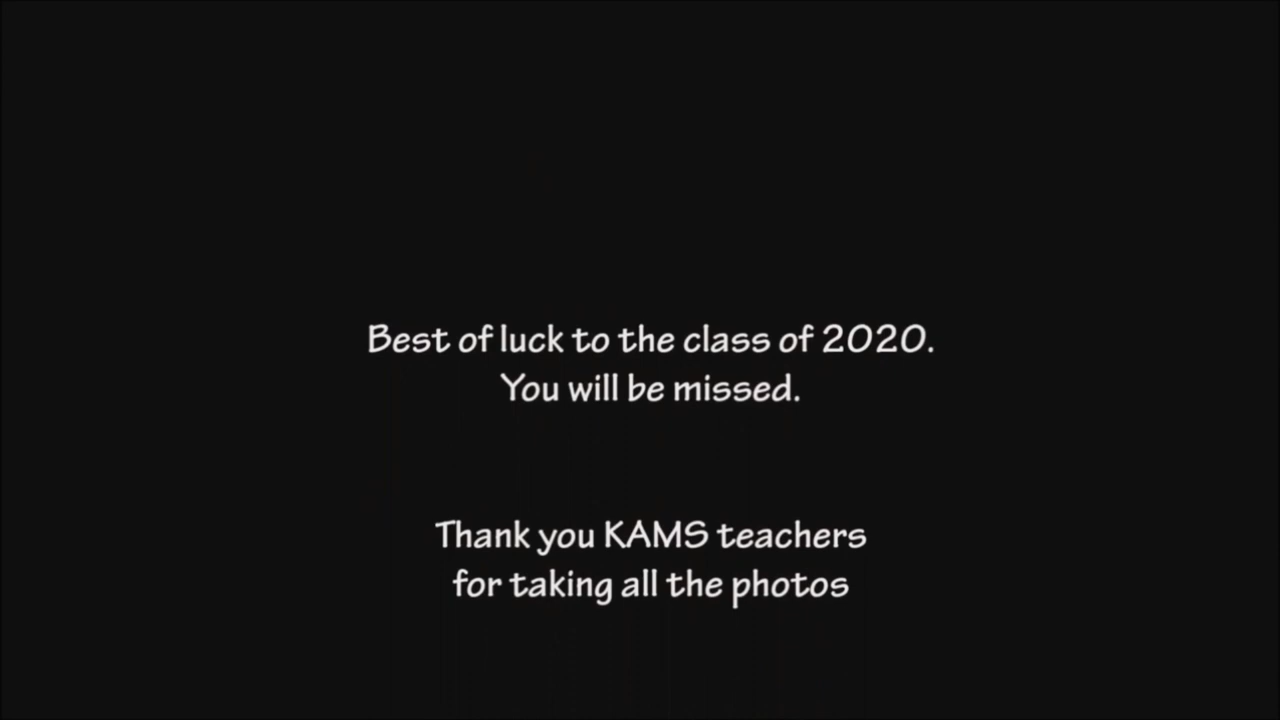 Best of luck to the class of 2020.
You will be missed.
Thank you KAMS teachers
for taking all the photos